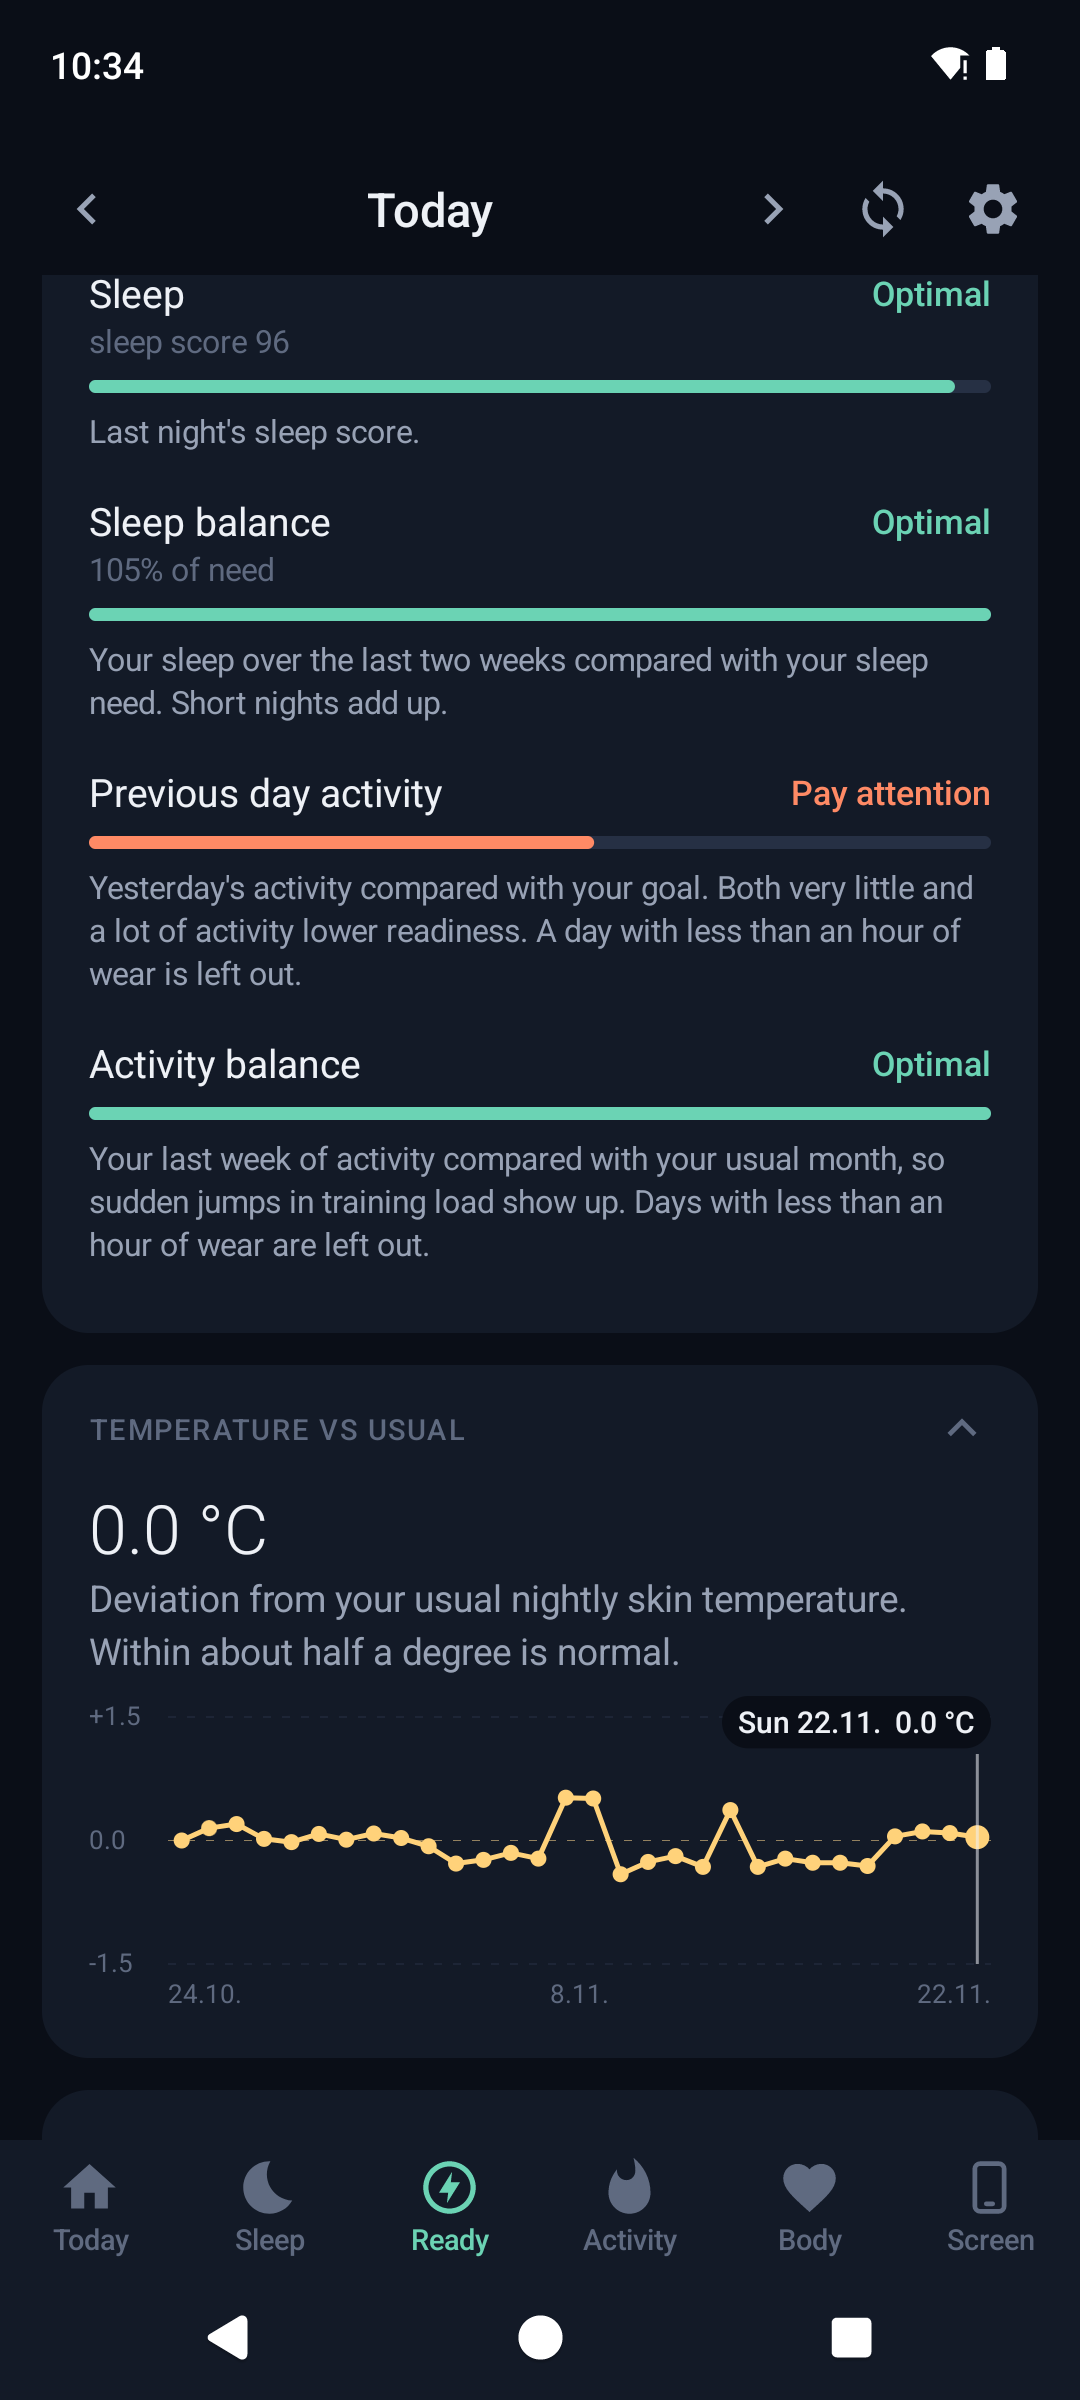 10:34
Today
Sleep
Optimal
sleep score 96
Last night's sleep score.
Sleep balance
Optimal
105% of need
Your sleep over the last two weeks compared with your sleep
need. Short nights add up.
Previous day activity
Pay attention
Yesterday's activity compared with your goal. Both very little and
a lot of activity lower readiness. A day with less than an hour of
wear is left out.
Activity balance
Optimal
Your last week of activity compared with your usual month, so
sudden jumps in training load show up. Days with less than an
hour of wear are left out.
TEMPERATURE VS USUAL
0.0 °C
Deviation from your usual nightly skin temperature.
Within about half a degree is normal.
+1.5
Sun 22.11. 0.0 °C
0.0
-1.5
24.10.
8.11.
22.11.
Today
Sleep
Ready
Activity
Body
Screen